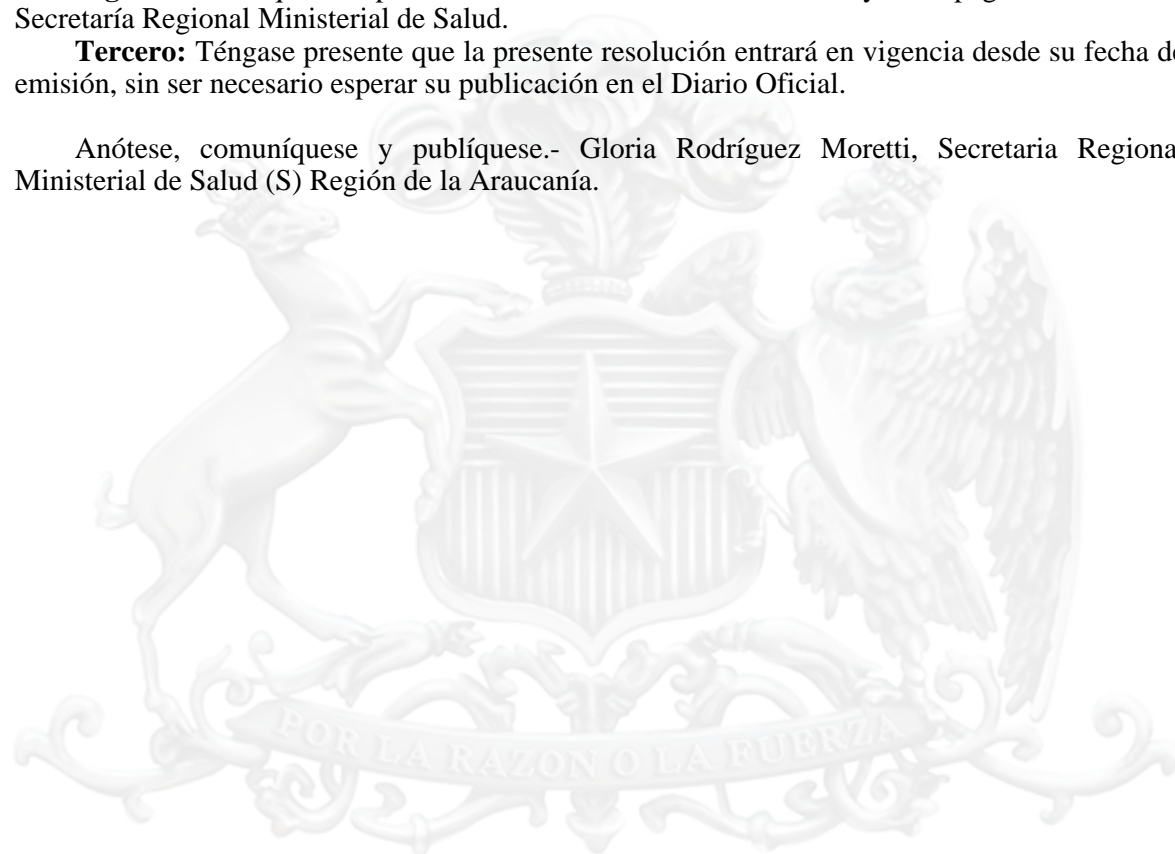 Secretaría Regional Ministerial de Salud.
Tercero: Téngase presente que la presente resolución entrará en vigencia desde su fecha de
emisión, sin ser necesario esperar su publicación en el Diario Oficial.
Anótese, comuníquese y publíquese.- Gloria Rodríguez Moretti, Secretaria Regiona
Ministerial de Salud (S) Región de la Araucanía.
POR LA RAZON O LA FUERZA